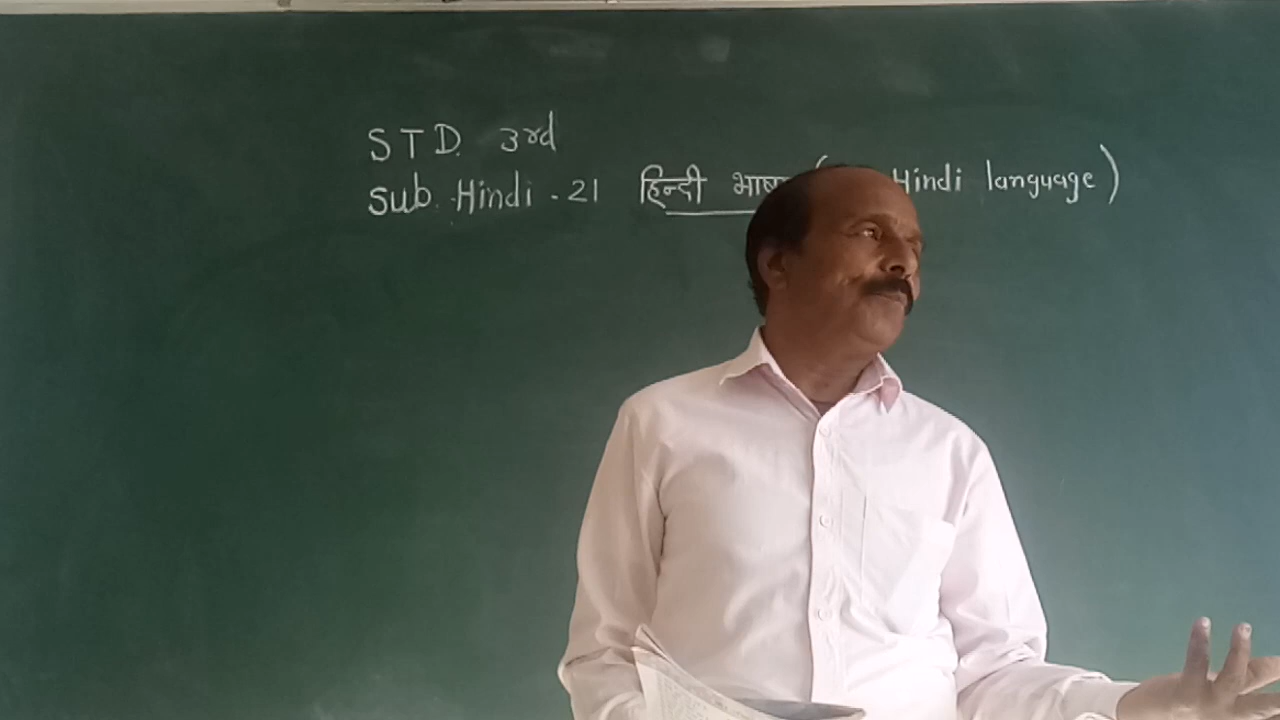 STD. 3rd
Sub. Hindi - 21 हिन्दी ( Hindi language )